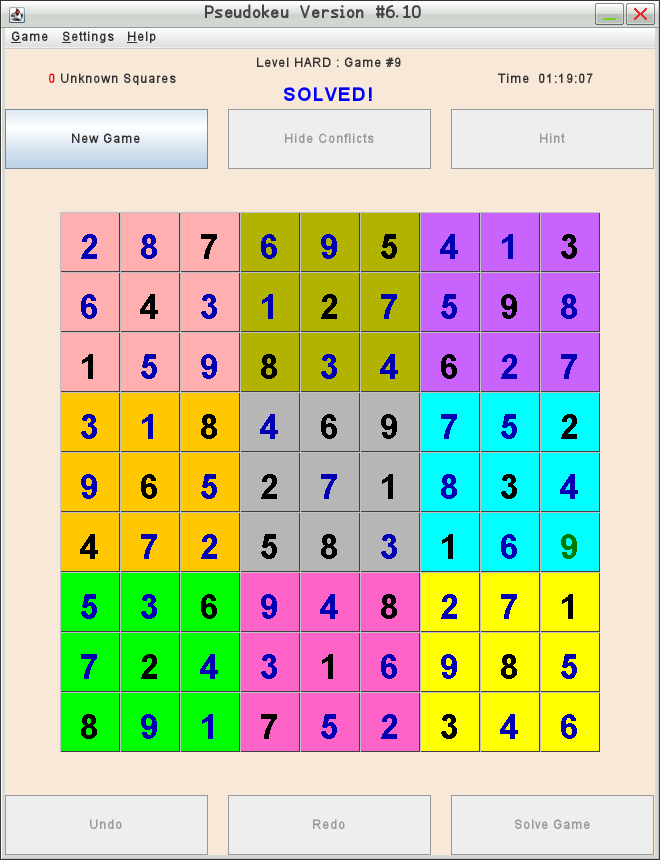 Pseudokeu Version #6.10
Game Settings Help
Level HARD : Game #9
0 Unknown Squares
Time 01:19:07
SOLVED!
New Game
Hide Conflicts
Hint
2 8 7 6 9 5 4 1 3
6 4 3 1 2 7 5 9 8
1 5 9 8 3 4 6 2 7
3 1 8 4 6 9 7 5 2
9 6 5 2 7 1 8 3 4
4 7 2 5 8 3 1 6 9
5 3 6 9 4 8 2 7 1
7 2 4 3 1 6 9 8 5
8 9 1 7 5 2 3 4 6
Undo
Redo
Solve Game